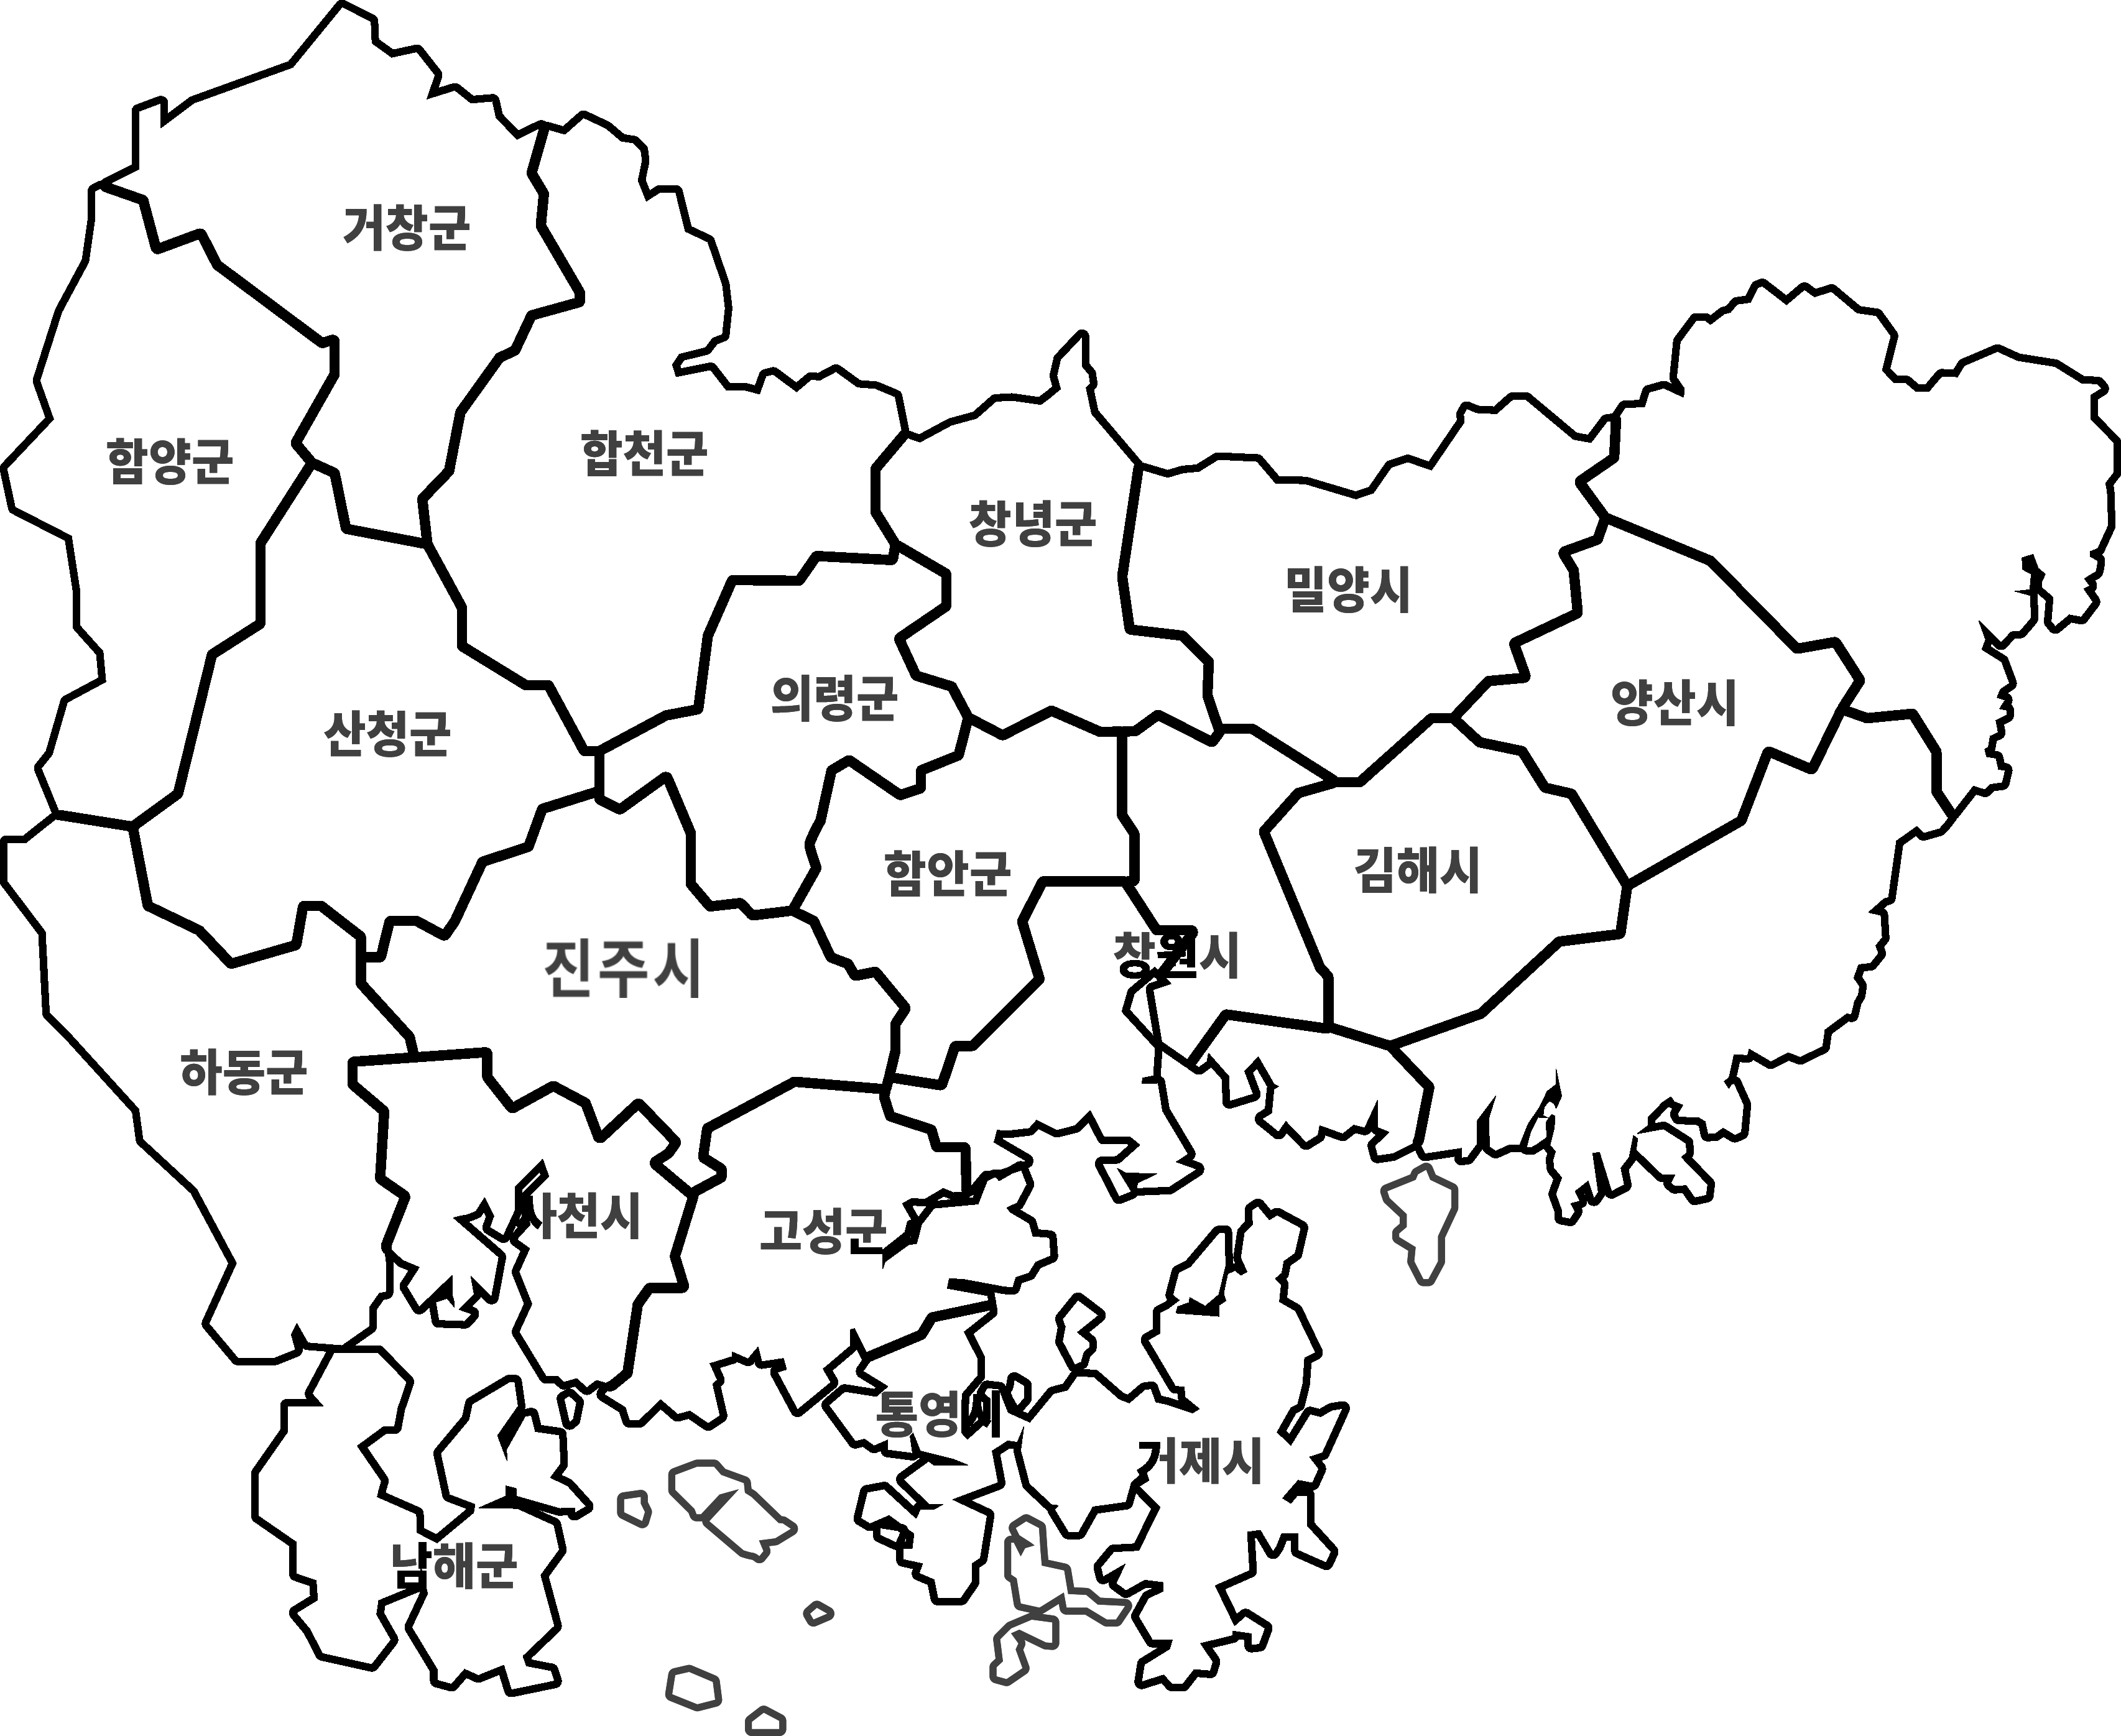 거창군
함양군
합천군
창녕군
밀양시
의령군
양산시
산청군
함안군
김해시
창원시
진주시
하동군
사천시
고성군
통영시
거제시
남해군